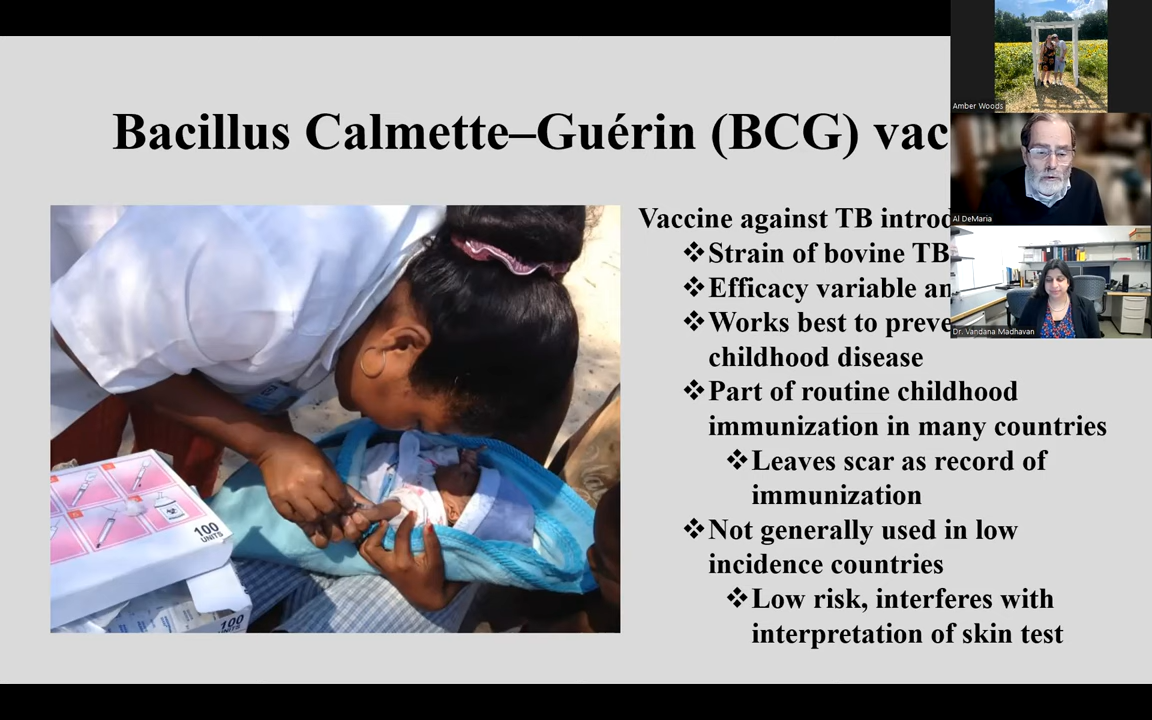 Bacillus Calmette–Guérin (BCG) vac
Vaccine against TB introd
❖Strain of bovine TB
❖Efficacy variable an
❖Works best to preve
childhood disease
❖Part of routine childhood
immunization in many countries
❖Leaves scar as record of
immunization
❖Not generally used in low
incidence countries
❖Low risk, interferes with
interpretation of skin test
100
UNITS
100
UNITS
Amber Woods
Al DeMaria
Dr. Vandana Madhavan